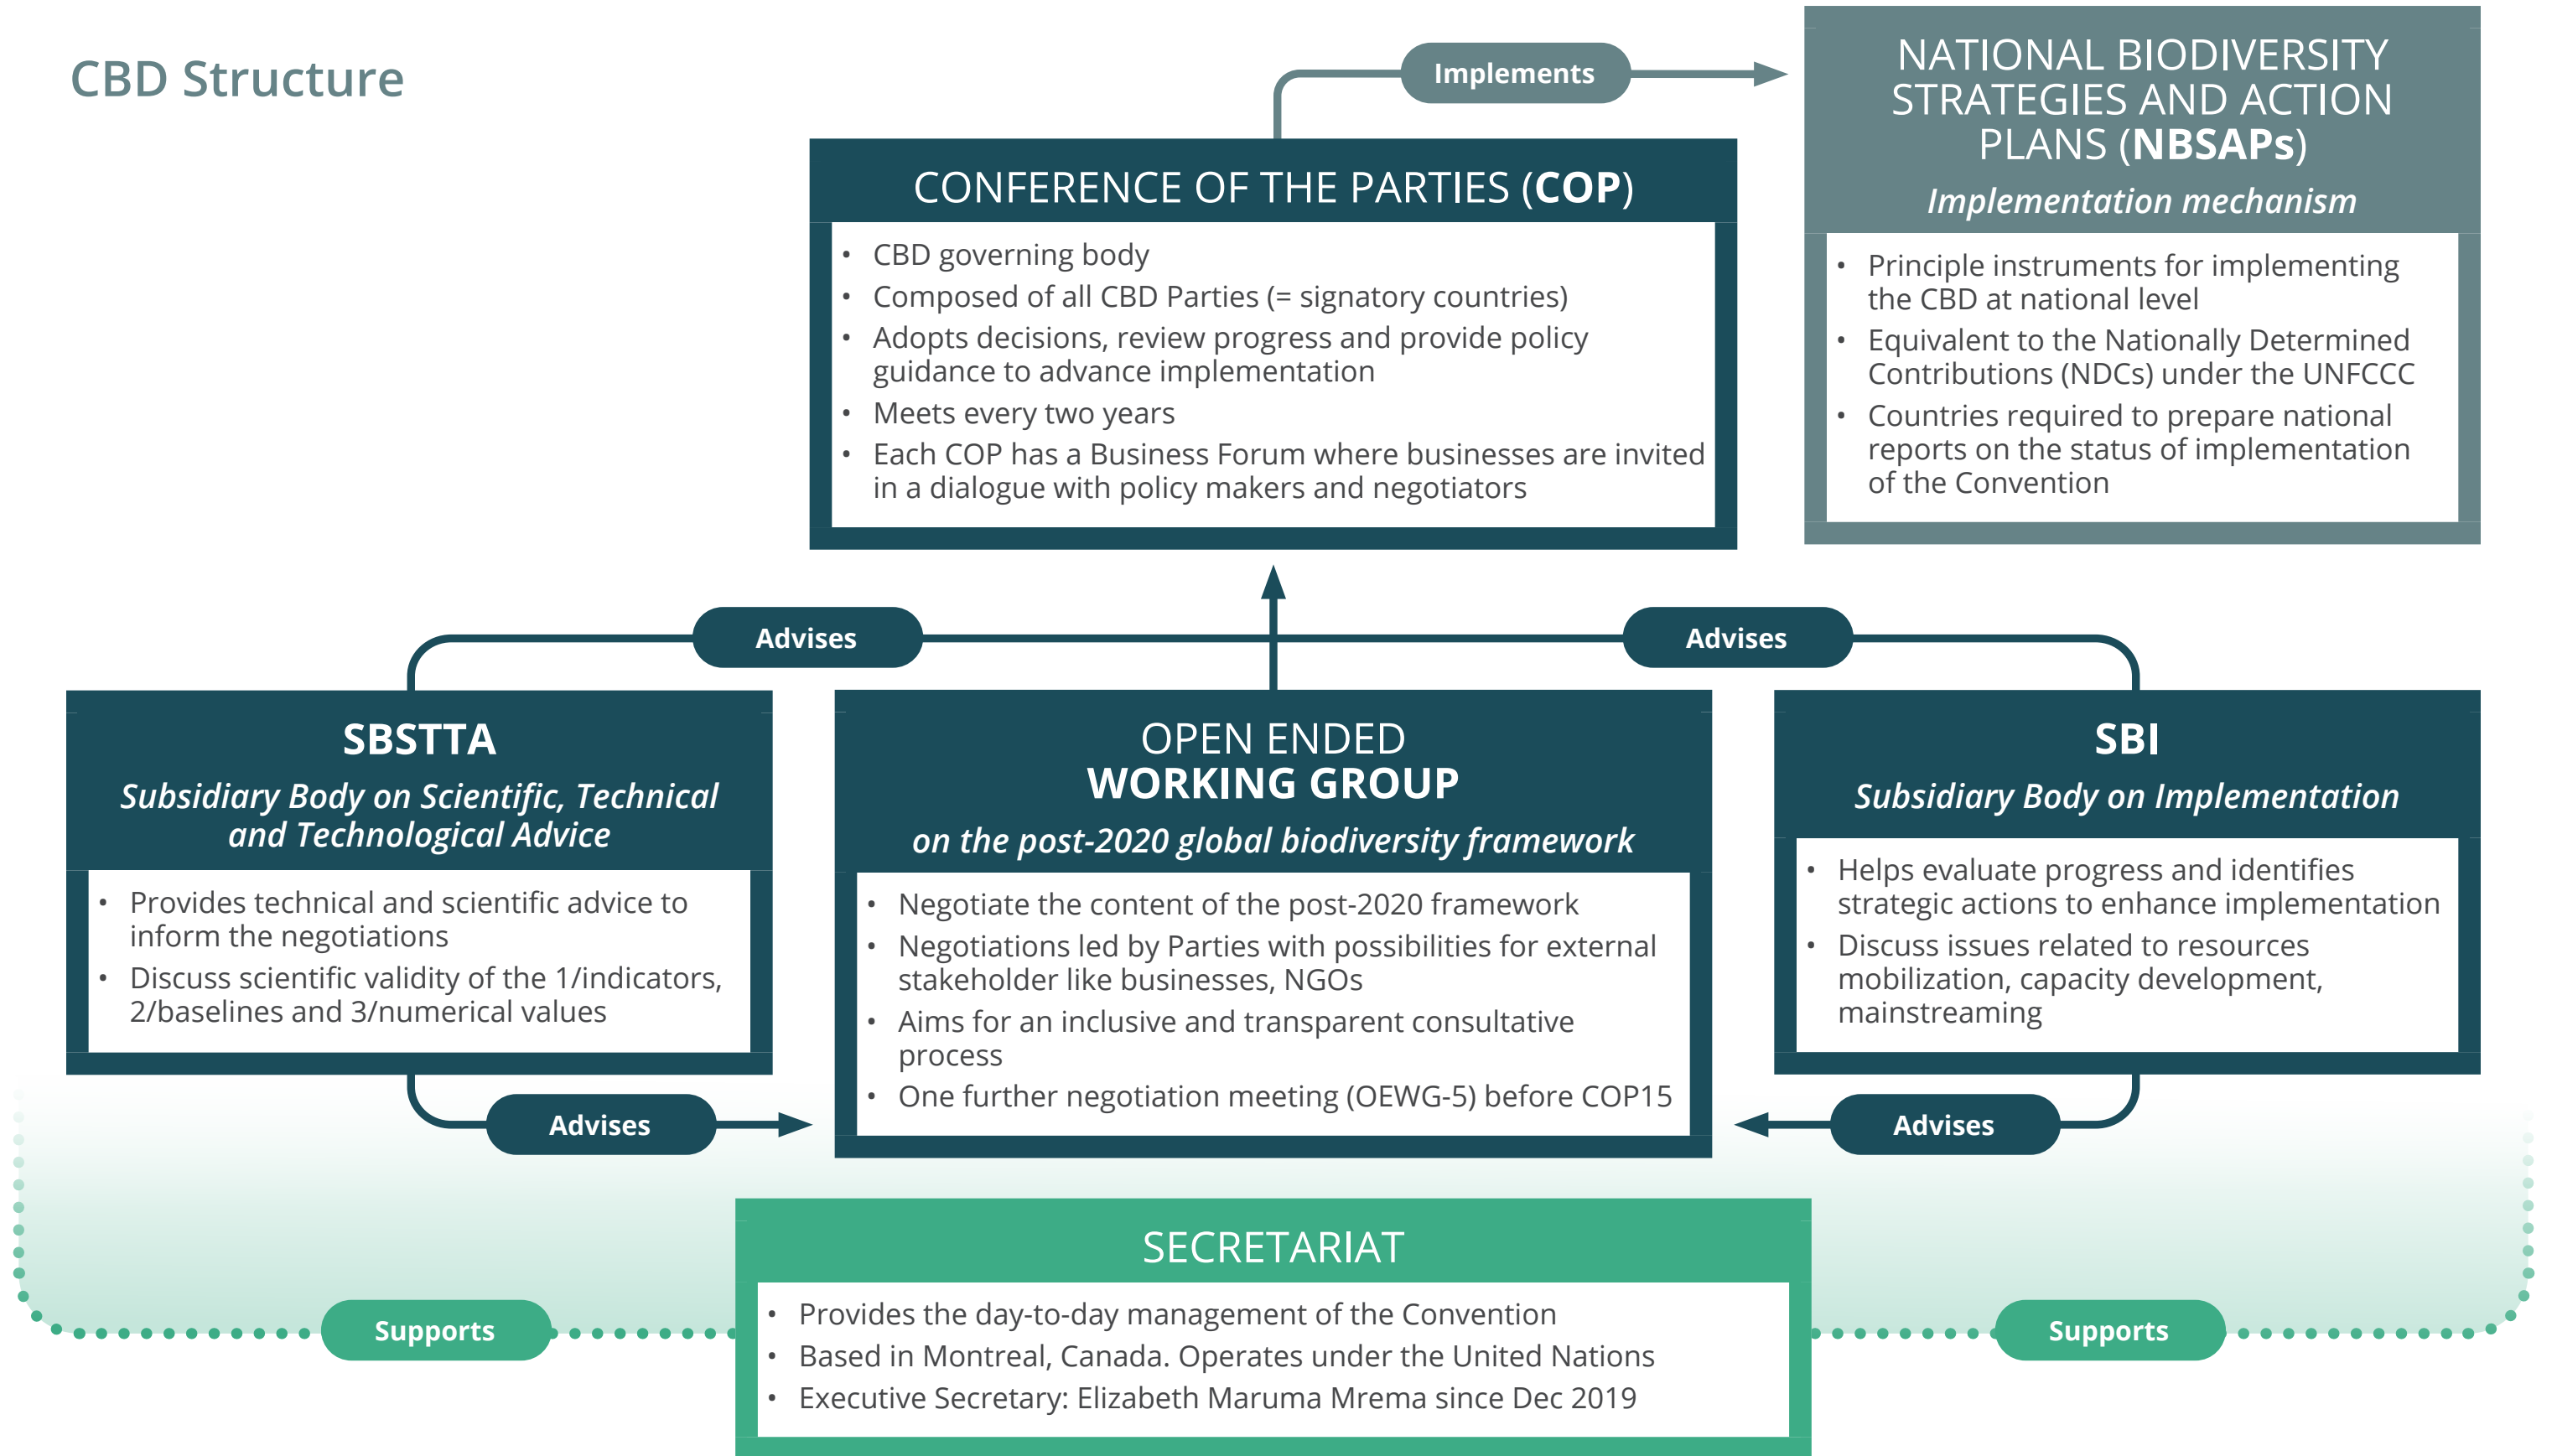 CBD Structure
Implements
NATIONAL BIODIVERSITY
STRATEGIES AND ACTION
PLANS (NBSAPs)
Implementation mechanism
• Principle instruments for implementing
the CBD at national level
• Equivalent to the Nationally Determined
Contributions (NDCs) under the UNFCCC
• Countries required to prepare national
reports on the status of implementation
of the Convention
CONFERENCE OF THE PARTIES (COP)
• CBD governing body
• Composed of all CBD Parties (= signatory countries)
• Adopts decisions, review progress and provide policy
guidance to advance implementation
• Meets every two years
• Each COP has a Business Forum where businesses are invited
in a dialogue with policy makers and negotiators
Advises
Advises
SBSTTA
Subsidiary Body on Scientific, Technical
and Technological Advice
• Provides technical and scientific advice to
inform the negotiations
• Discuss scientific validity of the 1/indicators,
2/baselines and 3/numerical values
OPEN ENDED
WORKING GROUP
on the post-2020 global biodiversity framework
• Negotiate the content of the post-2020 framework
• Negotiations led by Parties with possibilities for external
stakeholder like businesses, NGOs
• Aims for an inclusive and transparent consultative
process
• One further negotiation meeting (OEWG-5) before COP15
SBI
Subsidiary Body on Implementation
• Helps evaluate progress and identifies
strategic actions to enhance implementation
• Discuss issues related to resources
mobilization, capacity development,
mainstreaming
Advises
Advises
SECRETARIAT
• Provides the day-to-day management of the Convention
• Based in Montreal, Canada. Operates under the United Nations
• Executive Secretary: Elizabeth Maruma Mrema since Dec 2019
Supports
Supports